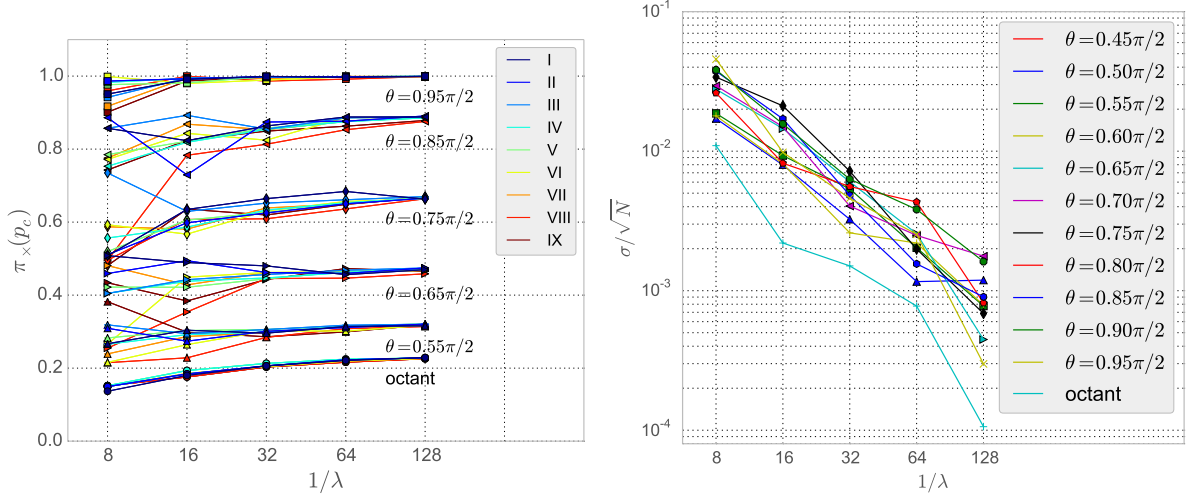 1.0
0.8
0.6
0.4
0.2
0.0
π×(p_c)
8
16
32
64
128
1/λ
I
II
III
IV
V
VI
VII
VIII
IX
θ=0.95π/2
θ=0.85π/2
θ=0.75π/2
θ=0.65π/2
θ=0.55π/2
octant
10⁻¹
10⁻²
10⁻³
10⁻⁴
σ/√N
8
16
32
64
128
1/λ
θ=0.45π/2
θ=0.50π/2
θ=0.55π/2
θ=0.60π/2
θ=0.65π/2
θ=0.70π/2
θ=0.75π/2
θ=0.80π/2
θ=0.85π/2
θ=0.90π/2
θ=0.95π/2
octant